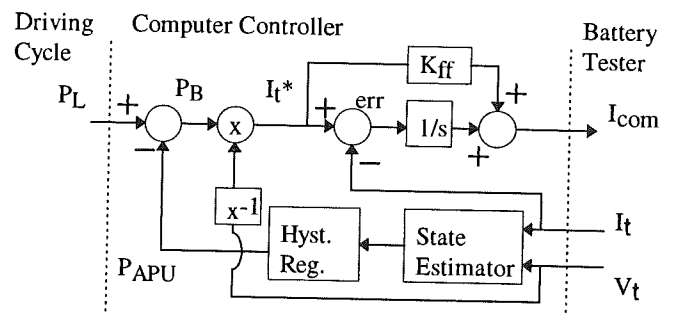 Driving
Cycle
Computer Controller
Battery
Tester
Kff
PL
+
PB
It*
+
err
+
x
1/s
Icom
−
−
+
x-1
It
Hyst.
Reg.
State
Estimator
PAPU
Vt